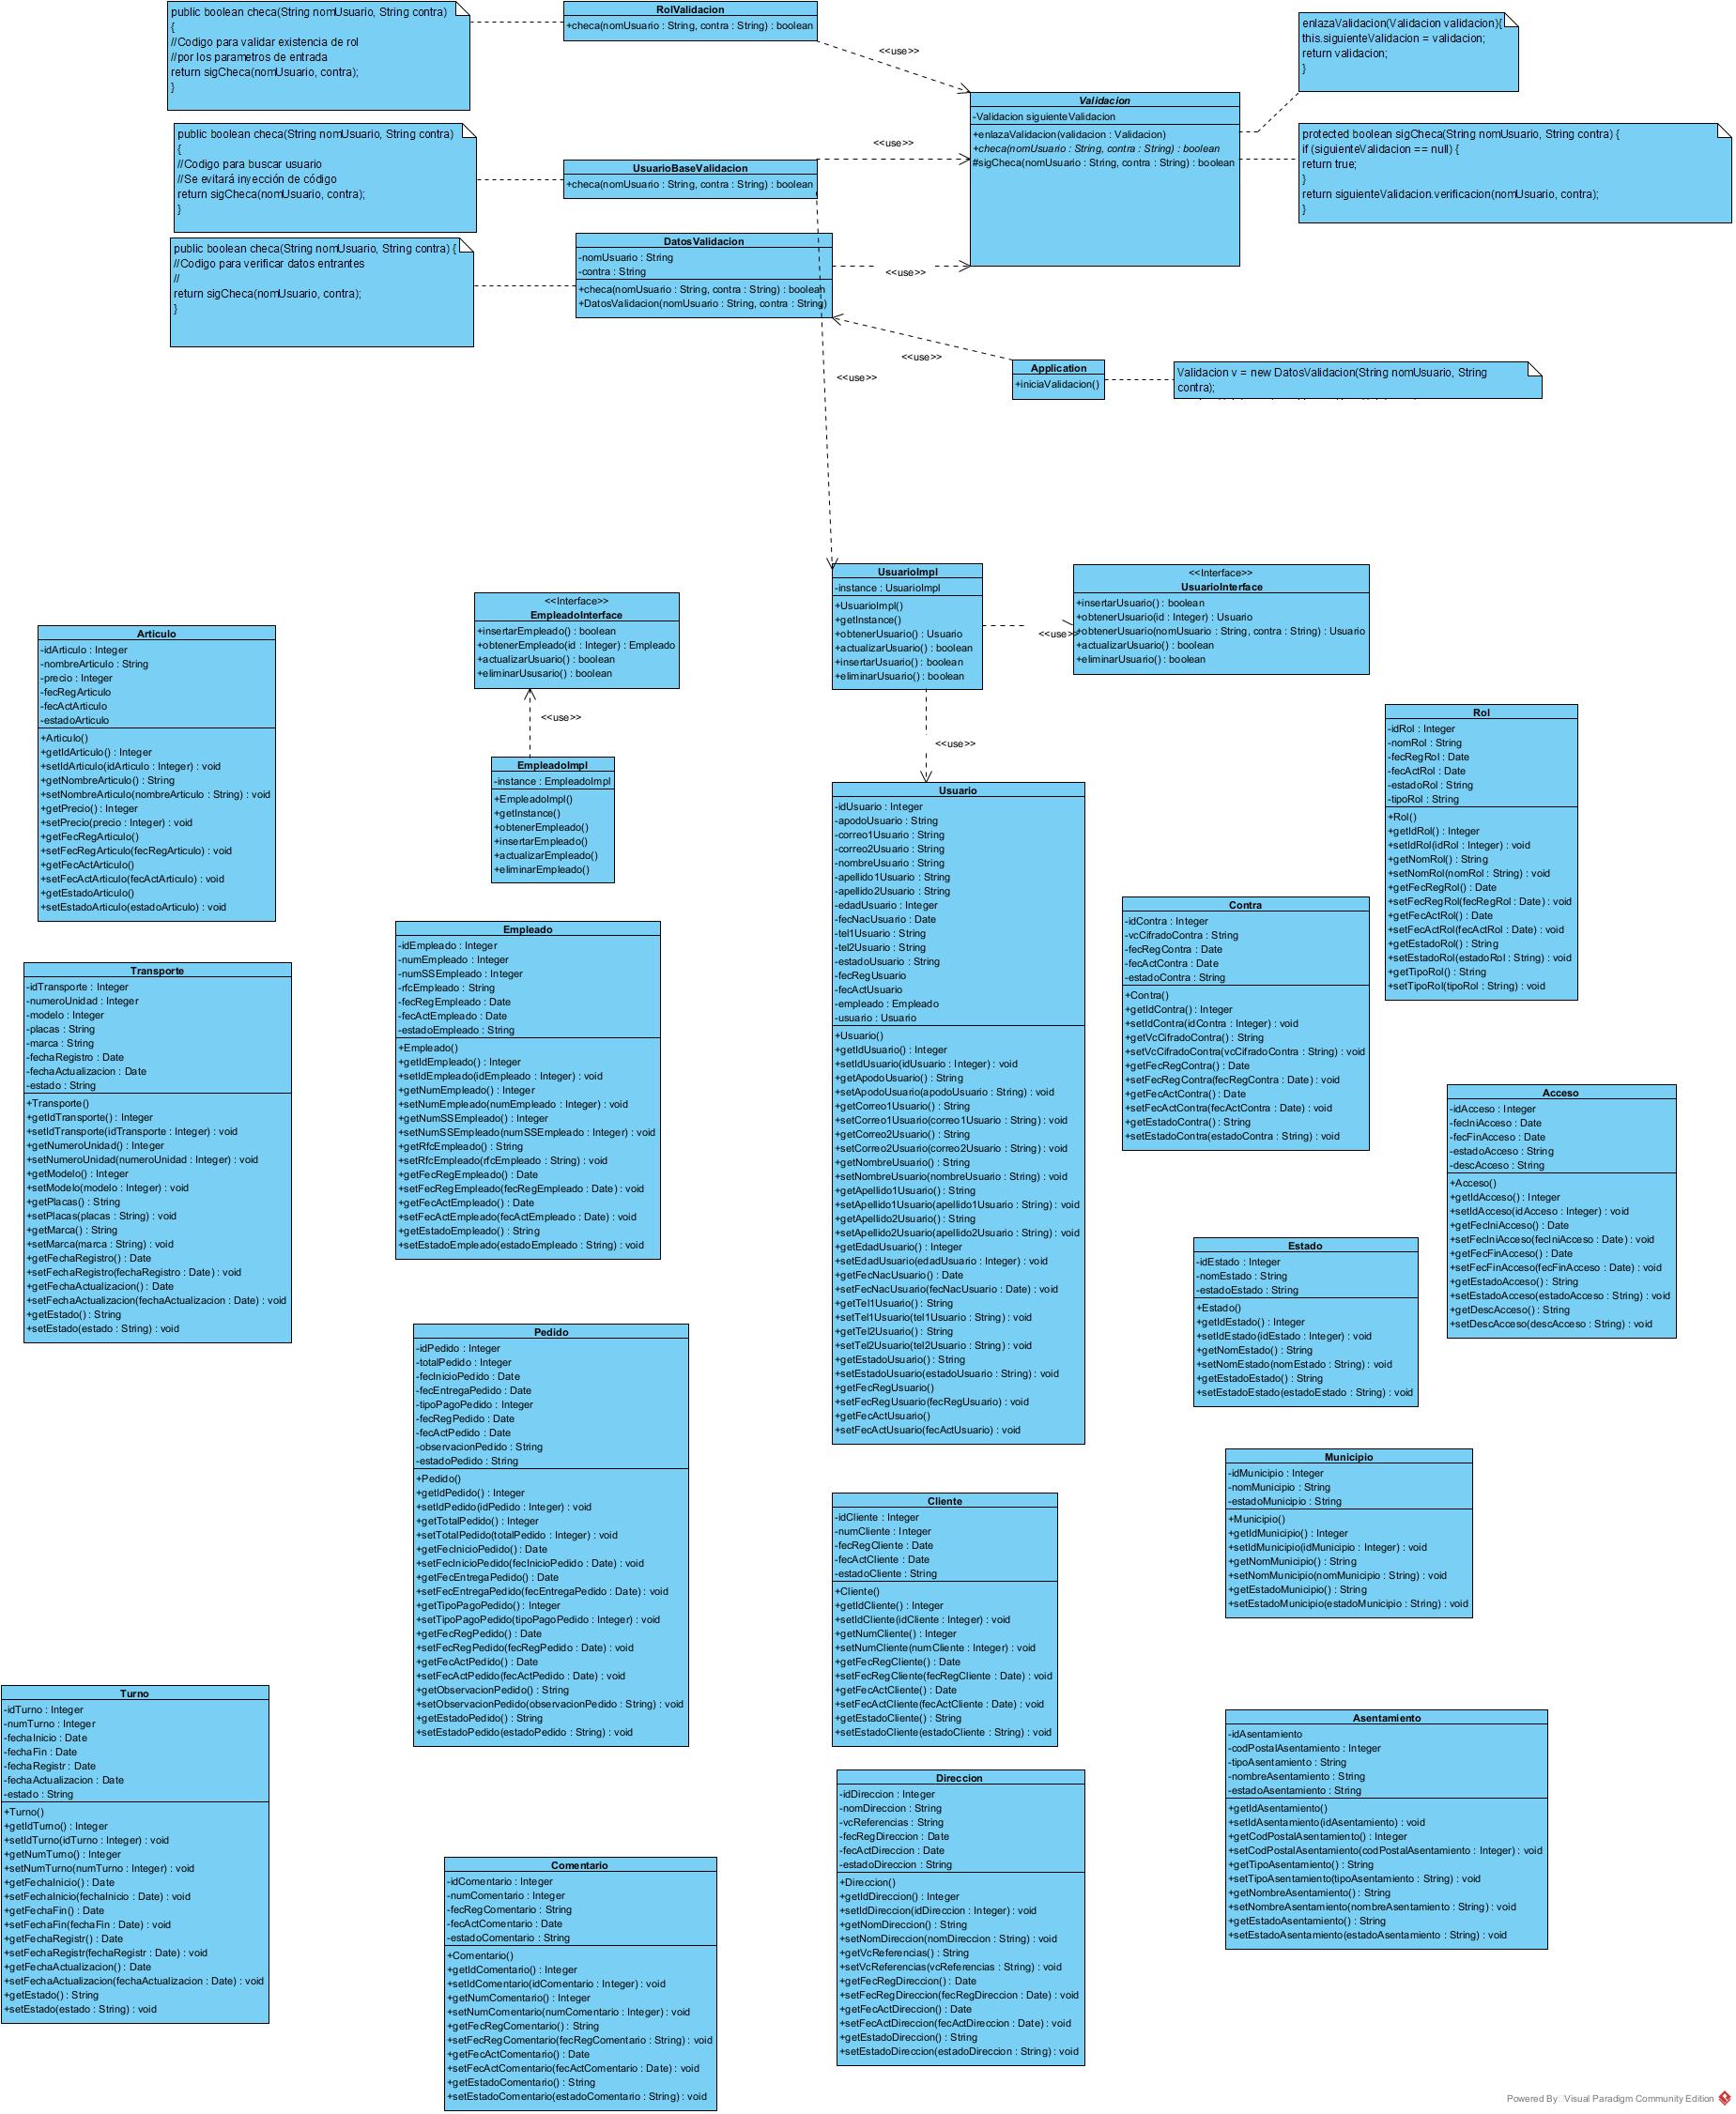 public boolean checa(String nomUsuario, String contra)
{
//Codigo para validar existencia de rol
//por los parametros de entrada
return sigCheca(nomUsuario, contra);
}
RolValidacion
+checa(nomUsuario : String, contra : String) : boolean
<<use>>
enlazaValidacion(Validacion validacion){
this.siguienteValidacion = validacion;
return validacion;
}
Validacion
-Validacion siguienteValidacion
+enlazaValidacion(validacion : Validacion)
+checa(nomUsuario : String, contra : String) : boolean
#sigCheca(nomUsuario : String, contra : String) : boolean
protected boolean sigCheca(String nomUsuario, String contra) {
if (siguienteValidacion == null) {
return true;
}
return siguienteValidacion.verificacion(nomUsuario, contra);
}
public boolean checa(String nomUsuario, String contra)
{
//Codigo para buscar usuario
//Se evitará inyección de código
return sigCheca(nomUsuario, contra);
}
<<use>>
UsuarioBaseValidacion
+checa(nomUsuario : String, contra : String) : boolean
public boolean checa(String nomUsuario, String contra) {
//Codigo para verificar datos entrantes
//
return sigCheca(nomUsuario, contra);
}
DatosValidacion
-nomUsuario : String
-contra : String
+checa(nomUsuario : String, contra : String) : boolean
+DatosValidacion(nomUsuario : String, contra : String)
<<use>>
<<use>>
<<use>>
Application
+iniciaValidacion()
Validacion v = new DatosValidacion(String nomUsuario, String
contra);
UsuarioImpl
-instance : UsuarioImpl
+UsuarioImpl()
+getInstance()
+obtenerUsuario() : Usuario
+actualizarUsuario() : boolean
+insertarUsuario() : boolean
+eliminarUsuario() : boolean
<<use>>
<<Interface>>
UsuarioInterface
+insertarUsuario() : boolean
+obtenerUsuario(id : Integer) : Usuario
+obtenerUsuario(nomUsuario : String, contra : String) : Usuario
+actualizarUsuario() : boolean
+eliminarUsuario() : boolean
<<Interface>>
EmpleadoInterface
+insertarEmpleado() : boolean
+obtenerEmpleado(id : Integer) : Empleado
+actualizarUsuario() : boolean
+eliminarUsusario() : boolean
<<use>>
<<use>>
EmpleadoImpl
-instance : EmpleadoImpl
+EmpleadoImpl()
+getInstance()
+obtenerEmpleado()
+insertarEmpleado()
+actualizarEmpleado()
+eliminarEmpleado()
Articulo
-idArticulo : Integer
-nombreArticulo : String
-precio : Integer
-fecRegArticulo
-fecActArticulo
-estadoArticulo
+Articulo()
+getIdArticulo() : Integer
+setIdArticulo(idArticulo : Integer) : void
+getNombreArticulo() : String
+setNombreArticulo(nombreArticulo : String) : void
+getPrecio() : Integer
+setPrecio(precio : Integer) : void
+getFecRegArticulo()
+setFecRegArticulo(fecRegArticulo) : void
+getFecActArticulo()
+setFecActArticulo(fecActArticulo) : void
+getEstadoArticulo()
+setEstadoArticulo(estadoArticulo) : void
Rol
-idRol : Integer
-nomRol : String
-fecRegRol : Date
-fecActRol : Date
-estadoRol : String
-tipoRol : String
+Rol()
+getIdRol() : Integer
+setIdRol(idRol : Integer) : void
+getNomRol() : String
+setNomRol(nomRol : String) : void
+getFecRegRol() : Date
+setFecRegRol(fecRegRol : Date) : void
+getFecActRol() : Date
+setFecActRol(fecActRol : Date) : void
+getEstadoRol() : String
+setEstadoRol(estadoRol : String) : void
+getTipoRol() : String
+setTipoRol(tipoRol : String) : void
Usuario
-idUsuario : Integer
-apodoUsuario : String
-correo1Usuario : String
-correo2Usuario : String
-nombreUsuario : String
-apellido1Usuario : String
-apellido2Usuario : String
-edadUsuario : Integer
-fecNacUsuario : Date
-tel1Usuario : String
-tel2Usuario : String
-estadoUsuario : String
-fecRegUsuario
-fecActUsuario
-empleado : Empleado
-usuario : Usuario
+Usuario()
+getIdUsuario() : Integer
+setIdUsuario(idUsuario : Integer) : void
+getApodoUsuario() : String
+setApodoUsuario(apodoUsuario : String) : void
+getCorreo1Usuario() : String
+setCorreo1Usuario(correo1Usuario : String) : void
+getCorreo2Usuario() : String
+setCorreo2Usuario(correo2Usuario : String) : void
+getNombreUsuario() : String
+setNombreUsuario(nombreUsuario : String) : void
+getApellido1Usuario() : String
+setApellido1Usuario(apellido1Usuario : String) : void
+getApellido2Usuario() : String
+setApellido2Usuario(apellido2Usuario : String) : void
+getEdadUsuario() : Integer
+setEdadUsuario(edadUsuario : Integer) : void
+getFecNacUsuario() : Date
+setFecNacUsuario(fecNacUsuario : Date) : void
+getTel1Usuario() : String
+setTel1Usuario(tel1Usuario : String) : void
+getTel2Usuario() : String
+setTel2Usuario(tel2Usuario : String) : void
+getEstadoUsuario() : String
+setEstadoUsuario(estadoUsuario : String) : void
+getFecRegUsuario()
+setFecRegUsuario(fecRegUsuario) : void
+getFecActUsuario()
+setFecActUsuario(fecActUsuario) : void
Contra
-idContra : Integer
-vcCifradoContra : String
-fecRegContra : Date
-fecActContra : Date
-estadoContra : String
+Contra()
+getIdContra() : Integer
+setIdContra(idContra : Integer) : void
+getVcCifradoContra() : String
+setVcCifradoContra(vcCifradoContra : String) : void
+getFecRegContra() : Date
+setFecRegContra(fecRegContra : Date) : void
+getFecActContra() : Date
+setFecActContra(fecActContra : Date) : void
+getEstadoContra() : String
+setEstadoContra(estadoContra : String) : void
Empleado
-idEmpleado : Integer
-numEmpleado : Integer
-numSSEmpleado : Integer
-rfcEmpleado : String
-fecRegEmpleado : Date
-fecActEmpleado : Date
-estadoEmpleado : String
+Empleado()
+getIdEmpleado() : Integer
+setIdEmpleado(idEmpleado : Integer) : void
+getNumEmpleado() : Integer
+setNumEmpleado(numEmpleado : Integer) : void
+getNumSSEmpleado() : Integer
+setNumSSEmpleado(numSSEmpleado : Integer) : void
+getRfcEmpleado() : String
+setRfcEmpleado(rfcEmpleado : String) : void
+getFecRegEmpleado() : Date
+setFecRegEmpleado(fecRegEmpleado : Date) : void
+getFecActEmpleado() : Date
+setFecActEmpleado(fecActEmpleado : Date) : void
+getEstadoEmpleado() : String
+setEstadoEmpleado(estadoEmpleado : String) : void
Transporte
-idTransporte : Integer
-numeroUnidad : Integer
-modelo : Integer
-placas : String
-marca : String
-fechaRegistro : Date
-fechaActualizacion : Date
-estado : String
+Transporte()
+getIdTransporte() : Integer
+setIdTransporte(idTransporte : Integer) : void
+getNumeroUnidad() : Integer
+setNumeroUnidad(numeroUnidad : Integer) : void
+getModelo() : Integer
+setModelo(modelo : Integer) : void
+getPlacas() : String
+setPlacas(placas : String) : void
+getMarca() : String
+setMarca(marca : String) : void
+getFechaRegistro() : Date
+setFechaRegistro(fechaRegistro : Date) : void
+getFechaActualizacion() : Date
+setFechaActualizacion(fechaActualizacion : Date) : void
+getEstado() : String
+setEstado(estado : String) : void
Acceso
-idAcceso : Integer
-fecIniAcceso : Date
-fecFinAcceso : Date
-estadoAcceso : String
-descAcceso : String
+Acceso()
+getIdAcceso() : Integer
+setIdAcceso(idAcceso : Integer) : void
+getFecIniAcceso() : Date
+setFecIniAcceso(fecIniAcceso : Date) : void
+getFecFinAcceso() : Date
+setFecFinAcceso(fecFinAcceso : Date) : void
+getEstadoAcceso() : String
+setEstadoAcceso(estadoAcceso : String) : void
+getDescAcceso() : String
+setDescAcceso(descAcceso : String) : void
Estado
-idEstado : Integer
-nomEstado : String
-estadoEstado : String
+Estado()
+getIdEstado() : Integer
+setIdEstado(idEstado : Integer) : void
+getNomEstado() : String
+setNomEstado(nomEstado : String) : void
+getEstadoEstado() : String
+setEstadoEstado(estadoEstado : String) : void
Pedido
-idPedido : Integer
-totalPedido : Integer
-fecInicioPedido : Date
-fecEntregaPedido : Date
-tipoPagoPedido : Integer
-fecRegPedido : Date
-fecActPedido : Date
-observacionPedido : String
-estadoPedido : String
+Pedido()
+getIdPedido() : Integer
+setIdPedido(idPedido : Integer) : void
+getTotalPedido() : Integer
+setTotalPedido(totalPedido : Integer) : void
+getFecInicioPedido() : Date
+setFecInicioPedido(fecInicioPedido : Date) : void
+getFecEntregaPedido() : Date
+setFecEntregaPedido(fecEntregaPedido : Date) : void
+getTipoPagoPedido() : Integer
+setTipoPagoPedido(tipoPagoPedido : Integer) : void
+getFecRegPedido() : Date
+setFecRegPedido(fecRegPedido : Date) : void
+getFecActPedido() : Date
+setFecActPedido(fecActPedido : Date) : void
+getObservacionPedido() : String
+setObservacionPedido(observacionPedido : String) : void
+getEstadoPedido() : String
+setEstadoPedido(estadoPedido : String) : void
Municipio
-idMunicipio : Integer
-nomMunicipio : String
-estadoMunicipio : String
+Municipio()
+getIdMunicipio() : Integer
+setIdMunicipio(idMunicipio : Integer) : void
+getNomMunicipio() : String
+setNomMunicipio(nomMunicipio : String) : void
+getEstadoMunicipio() : String
+setEstadoMunicipio(estadoMunicipio : String) : void
Cliente
-idCliente : Integer
-numCliente : Integer
-fecRegCliente : Date
-fecActCliente : Date
-estadoCliente : String
+Cliente()
+getIdCliente() : Integer
+setIdCliente(idCliente : Integer) : void
+getNumCliente() : Integer
+setNumCliente(numCliente : Integer) : void
+getFecRegCliente() : Date
+setFecRegCliente(fecRegCliente : Date) : void
+getFecActCliente() : Date
+setFecActCliente(fecActCliente : Date) : void
+getEstadoCliente() : String
+setEstadoCliente(estadoCliente : String) : void
Turno
-idTurno : Integer
-numTurno : Integer
-fechaInicio : Date
-fechaFin : Date
-fechaRegistr : Date
-fechaActualizacion : Date
-estado : String
+Turno()
+getIdTurno() : Integer
+setIdTurno(idTurno : Integer) : void
+getNumTurno() : Integer
+setNumTurno(numTurno : Integer) : void
+getFechaInicio() : Date
+setFechaInicio(fechaInicio : Date) : void
+getFechaFin() : Date
+setFechaFin(fechaFin : Date) : void
+getFechaRegistr() : Date
+setFechaRegistr(fechaRegistr : Date) : void
+getFechaActualizacion() : Date
+setFechaActualizacion(fechaActualizacion : Date) : void
+getEstado() : String
+setEstado(estado : String) : void
Asentamiento
-idAsentamiento
-codPostalAsentamiento : Integer
-tipoAsentamiento : String
-nombreAsentamiento : String
-estadoAsentamiento : String
+getIdAsentamiento()
+setIdAsentamiento(idAsentamiento) : void
+getCodPostalAsentamiento() : Integer
+setCodPostalAsentamiento(codPostalAsentamiento : Integer) : void
+getTipoAsentamiento() : String
+setTipoAsentamiento(tipoAsentamiento : String) : void
+getNombreAsentamiento() : String
+setNombreAsentamiento(nombreAsentamiento : String) : void
+getEstadoAsentamiento() : String
+setEstadoAsentamiento(estadoAsentamiento : String) : void
Direccion
-idDireccion : Integer
-nomDireccion : String
-vcReferencias : String
-fecRegDireccion : Date
-fecActDireccion : Date
-estadoDireccion : String
+Direccion()
+getIdDireccion() : Integer
+setIdDireccion(idDireccion : Integer) : void
+getNomDireccion() : String
+setNomDireccion(nomDireccion : String) : void
+getVcReferencias() : String
+setVcReferencias(vcReferencias : String) : void
+getFecRegDireccion() : Date
+setFecRegDireccion(fecRegDireccion : Date) : void
+getFecActDireccion() : Date
+setFecActDireccion(fecActDireccion : Date) : void
+getEstadoDireccion() : String
+setEstadoDireccion(estadoDireccion : String) : void
Comentario
-idComentario : Integer
-numComentario : Integer
-fecRegComentario : String
-fecActComentario : Date
-estadoComentario : String
+Comentario()
+getIdComentario() : Integer
+setIdComentario(idComentario : Integer) : void
+getNumComentario() : Integer
+setNumComentario(numComentario : Integer) : void
+getFecRegComentario() : String
+setFecRegComentario(fecRegComentario : String) : void
+getFecActComentario() : Date
+setFecActComentario(fecActComentario : Date) : void
+getEstadoComentario() : String
+setEstadoComentario(estadoComentario : String) : void
Powered By Visual Paradigm Community Edition